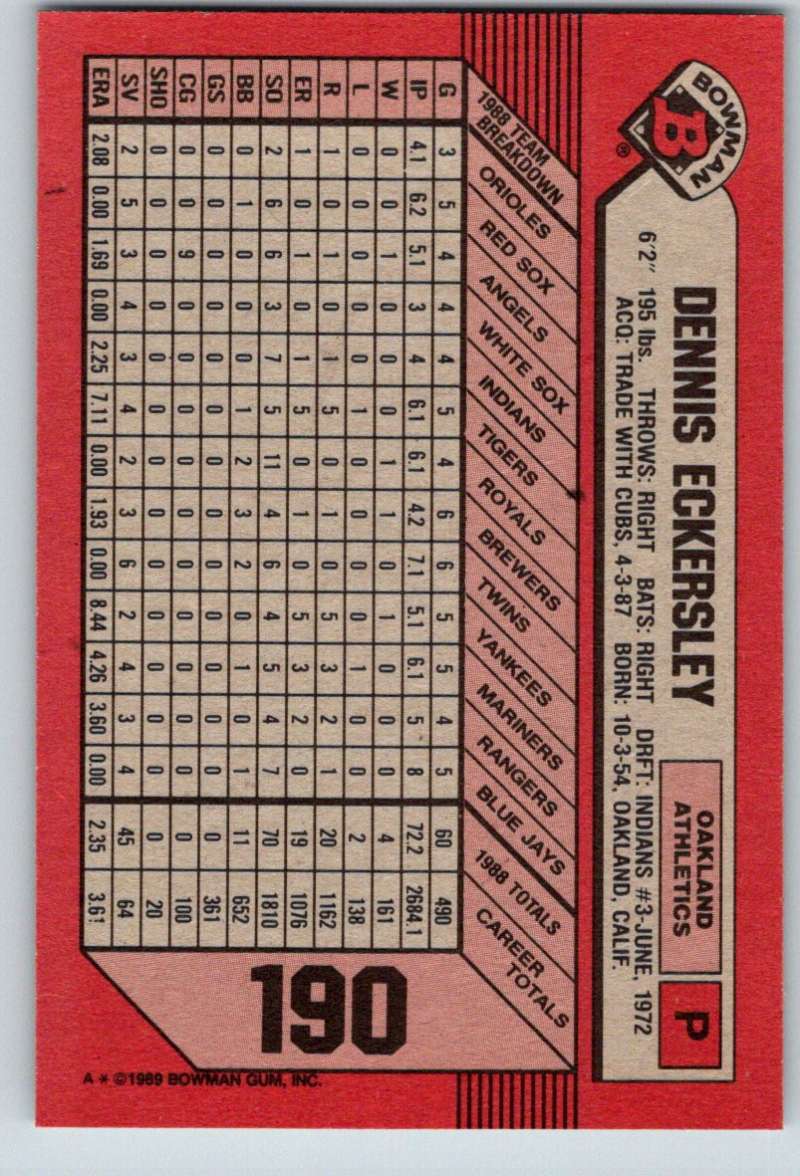 BOWMAN
B ®
DENNIS ECKERSLEY
OAKLAND
ATHLETICS
P
6'2" 195 lbs. THROWS: RIGHT BATS: RIGHT DRFT: INDIANS #3-JUNE, 1972
ACQ: TRADE WITH CUBS, 4-3-87 BORN: 10-3-54, OAKLAND, CALIF.
1988 TEAM
BREAKDOWN
ORIOLES
RED SOX
ANGELS
WHITE SOX
INDIANS
TIGERS
ROYALS
BREWERS
TWINS
YANKEES
MARINERS
RANGERS
BLUE JAYS
1988 TOTALS
CAREER
TOTALS
G 3 5 4 4 4 5 4 6 6 5 5 4 5 60 490
IP 4.1 6.2 5.1 3 4 6.1 6.1 4.2 7.1 5.1 6.1 5 8 72.2 2684.1
W 0 0 1 0 0 0 1 1 0 1 0 0 0 4 161
L 0 0 0 0 0 1 0 0 0 0 1 0 0 2 138
R 1 0 1 0 1 5 0 1 0 5 3 2 1 20 1162
ER 1 0 1 0 1 5 0 1 0 5 3 2 0 19 1076
SO 2 6 6 3 7 5 11 4 6 4 5 4 7 70 1810
BB 0 1 0 0 0 1 2 3 2 0 1 0 1 11 652
GS 0 0 0 0 0 0 0 0 0 0 0 0 0 0 361
CG 0 0 9 0 0 0 0 0 0 0 0 0 0 0 100
SHO 0 0 0 0 0 0 0 0 0 0 0 0 0 0 20
SV 2 5 3 4 3 4 2 3 6 2 4 3 4 45 64
ERA 2.08 0.00 1.69 0.00 2.25 7.11 0.00 1.93 0.00 8.44 4.26 3.60 0.00 2.35 3.61
190
A * ©1989 BOWMAN GUM, INC.